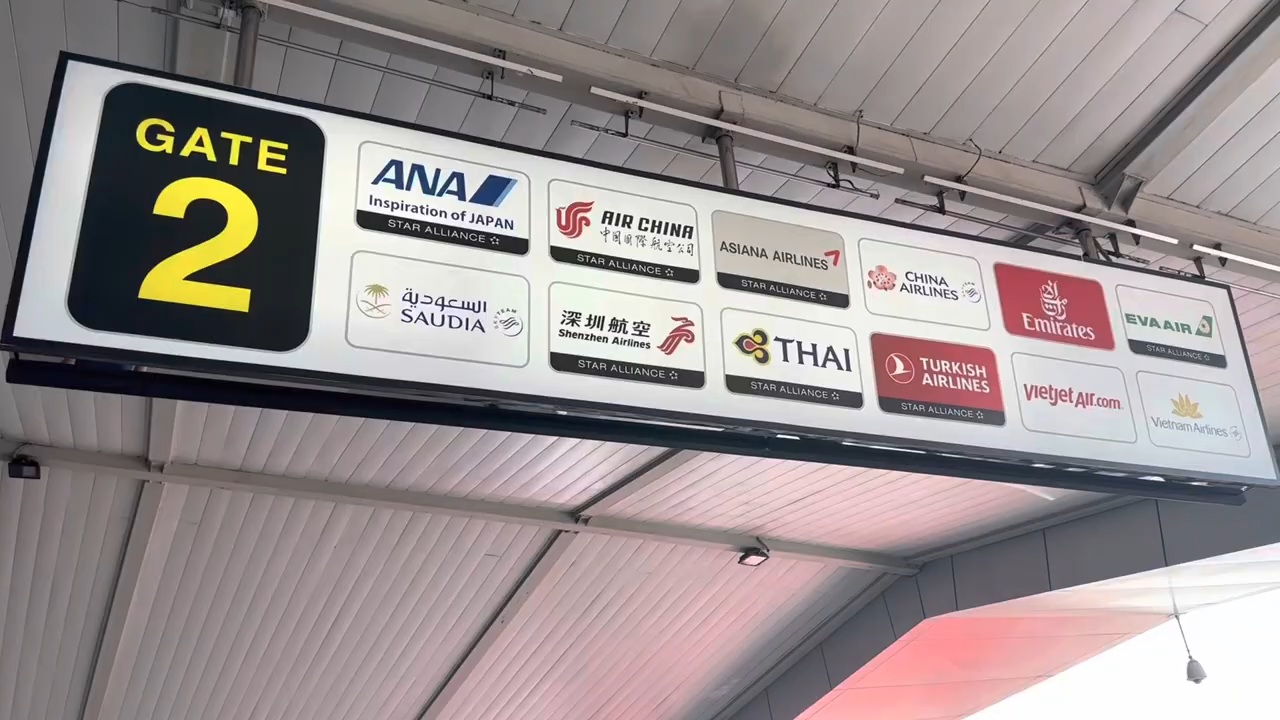 GATE
2
ANA
Inspiration of JAPAN
STAR ALLIANCE
AIR CHINA
中国国际航空公司
STAR ALLIANCE
ASIANA AIRLINES
STAR ALLIANCE
CHINA
AIRLINES
Emirates
EVA AIR
STAR ALLIANCE
السعودية
SAUDIA
SKYTEAM
深圳航空
Shenzhen Airlines
STAR ALLIANCE
THAI
STAR ALLIANCE
TURKISH
AIRLINES
STAR ALLIANCE
vietjetAir.com
Vietnam Airlines